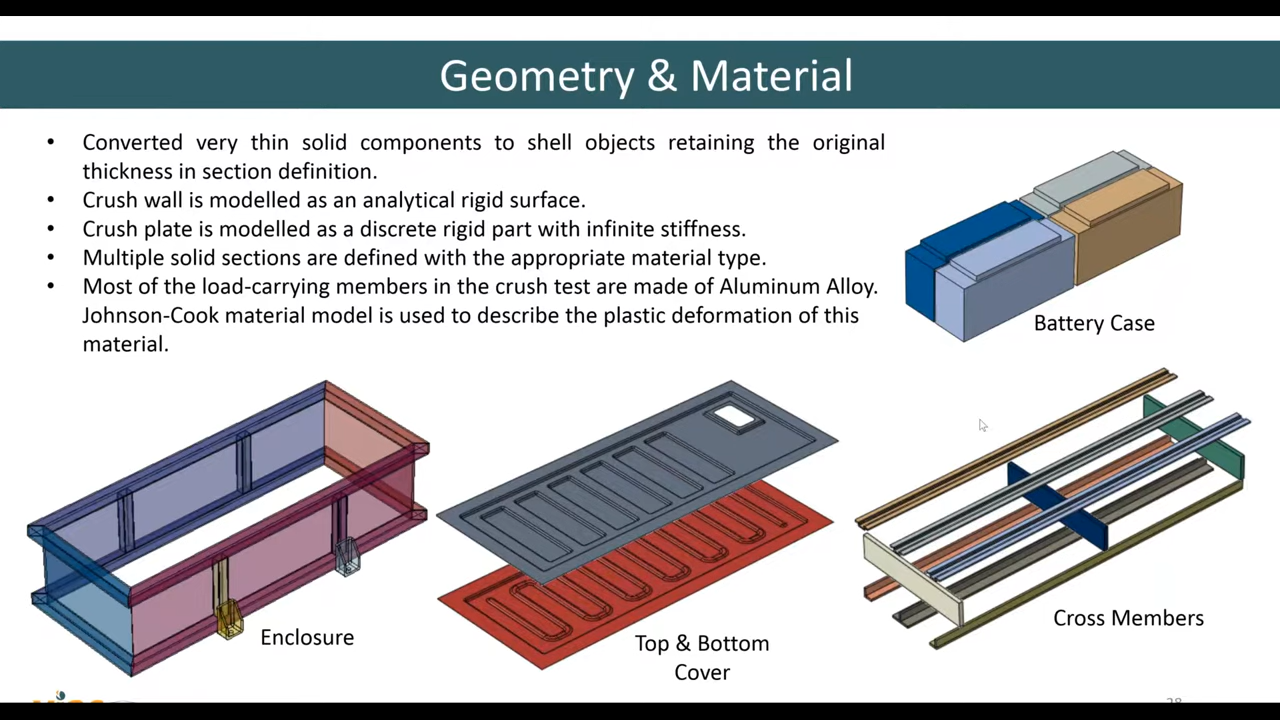 Geometry & Material
• Converted very thin solid components to shell objects retaining the original
thickness in section definition.
• Crush wall is modelled as an analytical rigid surface.
• Crush plate is modelled as a discrete rigid part with infinite stiffness.
• Multiple solid sections are defined with the appropriate material type.
• Most of the load-carrying members in the crush test are made of Aluminum Alloy.
Johnson-Cook material model is used to describe the plastic deformation of this
material.
Battery Case
Enclosure
Top & Bottom
Cover
Cross Members